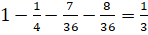 1 − 1/4 − 7/36 − 8/36 = 1/3